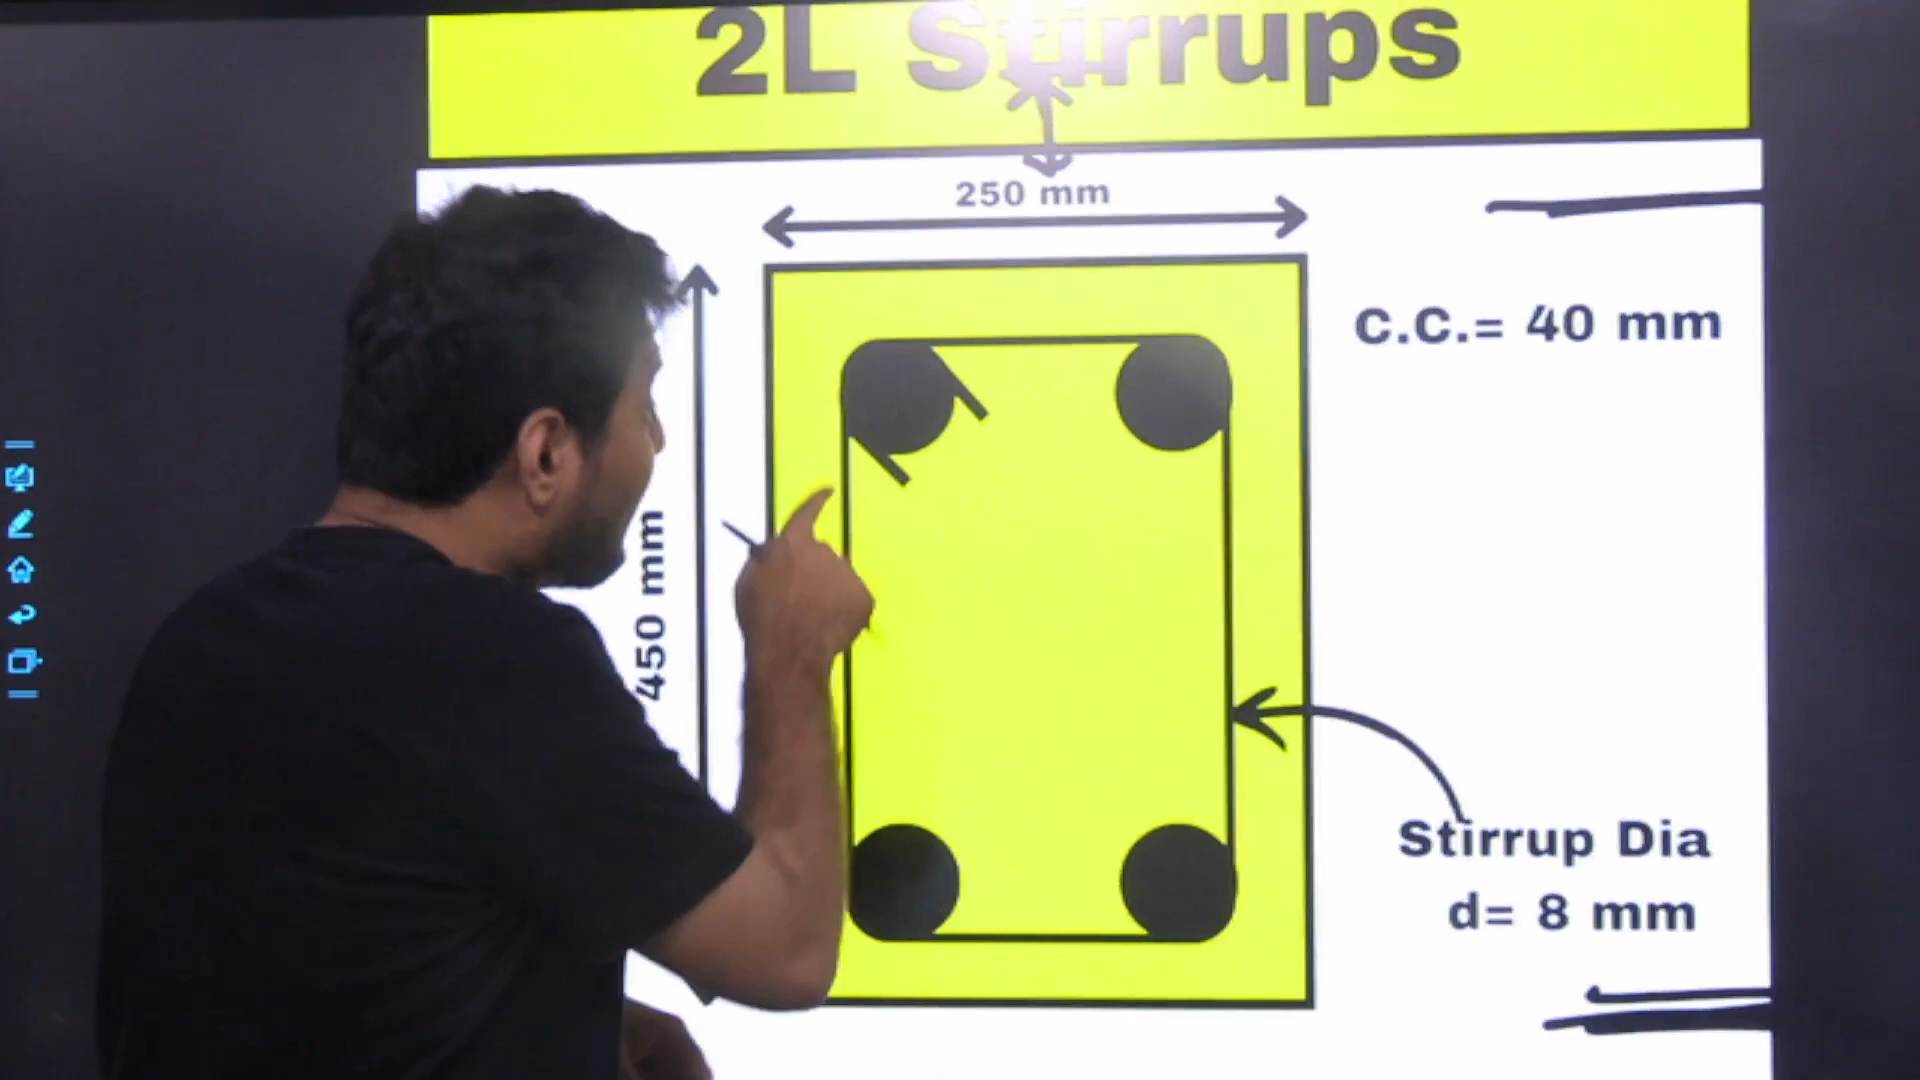 2L Stirrups
250 mm
C.C.= 40 mm
450 mm
Stirrup Dia
d= 8 mm